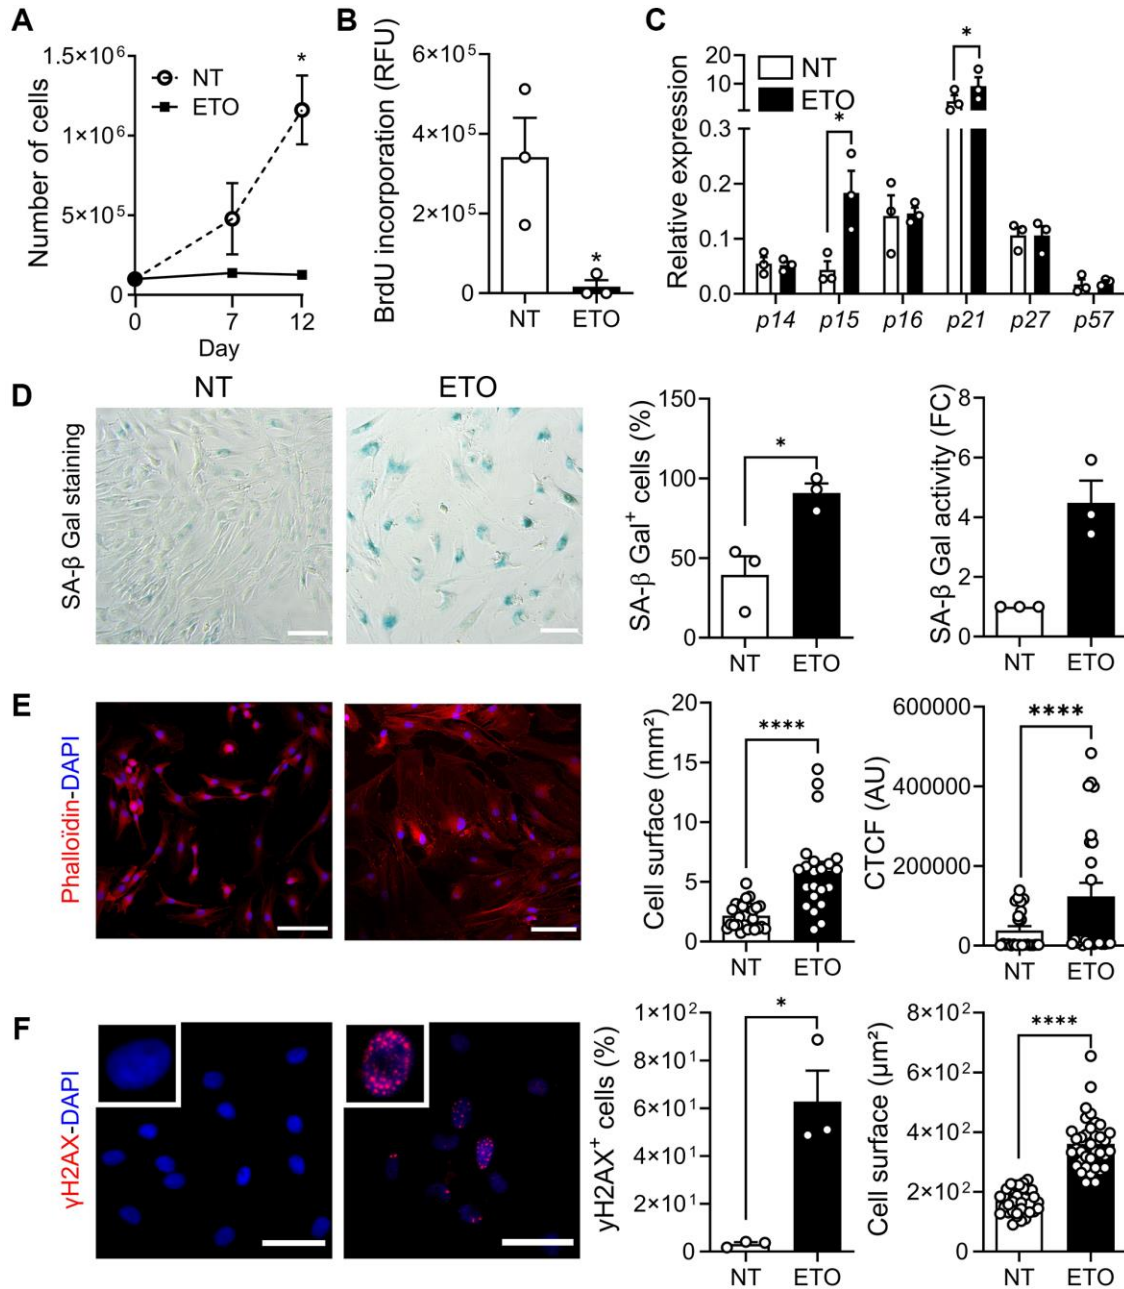 A
Number of cells
1.5×10⁶
1×10⁶
5×10⁵
0
NT
ETO
*
0 7 12
Day
B
BrdU incorporation (RFU)
6×10⁵
4×10⁵
2×10⁵
0
*
NT ETO
C
Relative expression
20
10
0.3
0.2
0.1
0.0
NT
ETO
*
*
p14 p15 p16 p21 p27 p57
D
NT ETO
SA-β Gal staining
SA-β Gal⁺ cells (%)
150
100
50
0
*
NT ETO
SA-β Gal activity (FC)
8
6
4
2
0
NT ETO
E
Phalloïdin-DAPI
Cell surface (mm²)
20
15
10
5
0
****
NT ETO
CTCF (AU)
600000
400000
200000
0
****
NT ETO
F
γH2AX-DAPI
γH2AX⁺ cells (%)
1×10²
8×10¹
6×10¹
4×10¹
2×10¹
0
*
NT ETO
Cell surface (µm²)
8×10²
6×10²
4×10²
2×10²
0
****
NT ETO